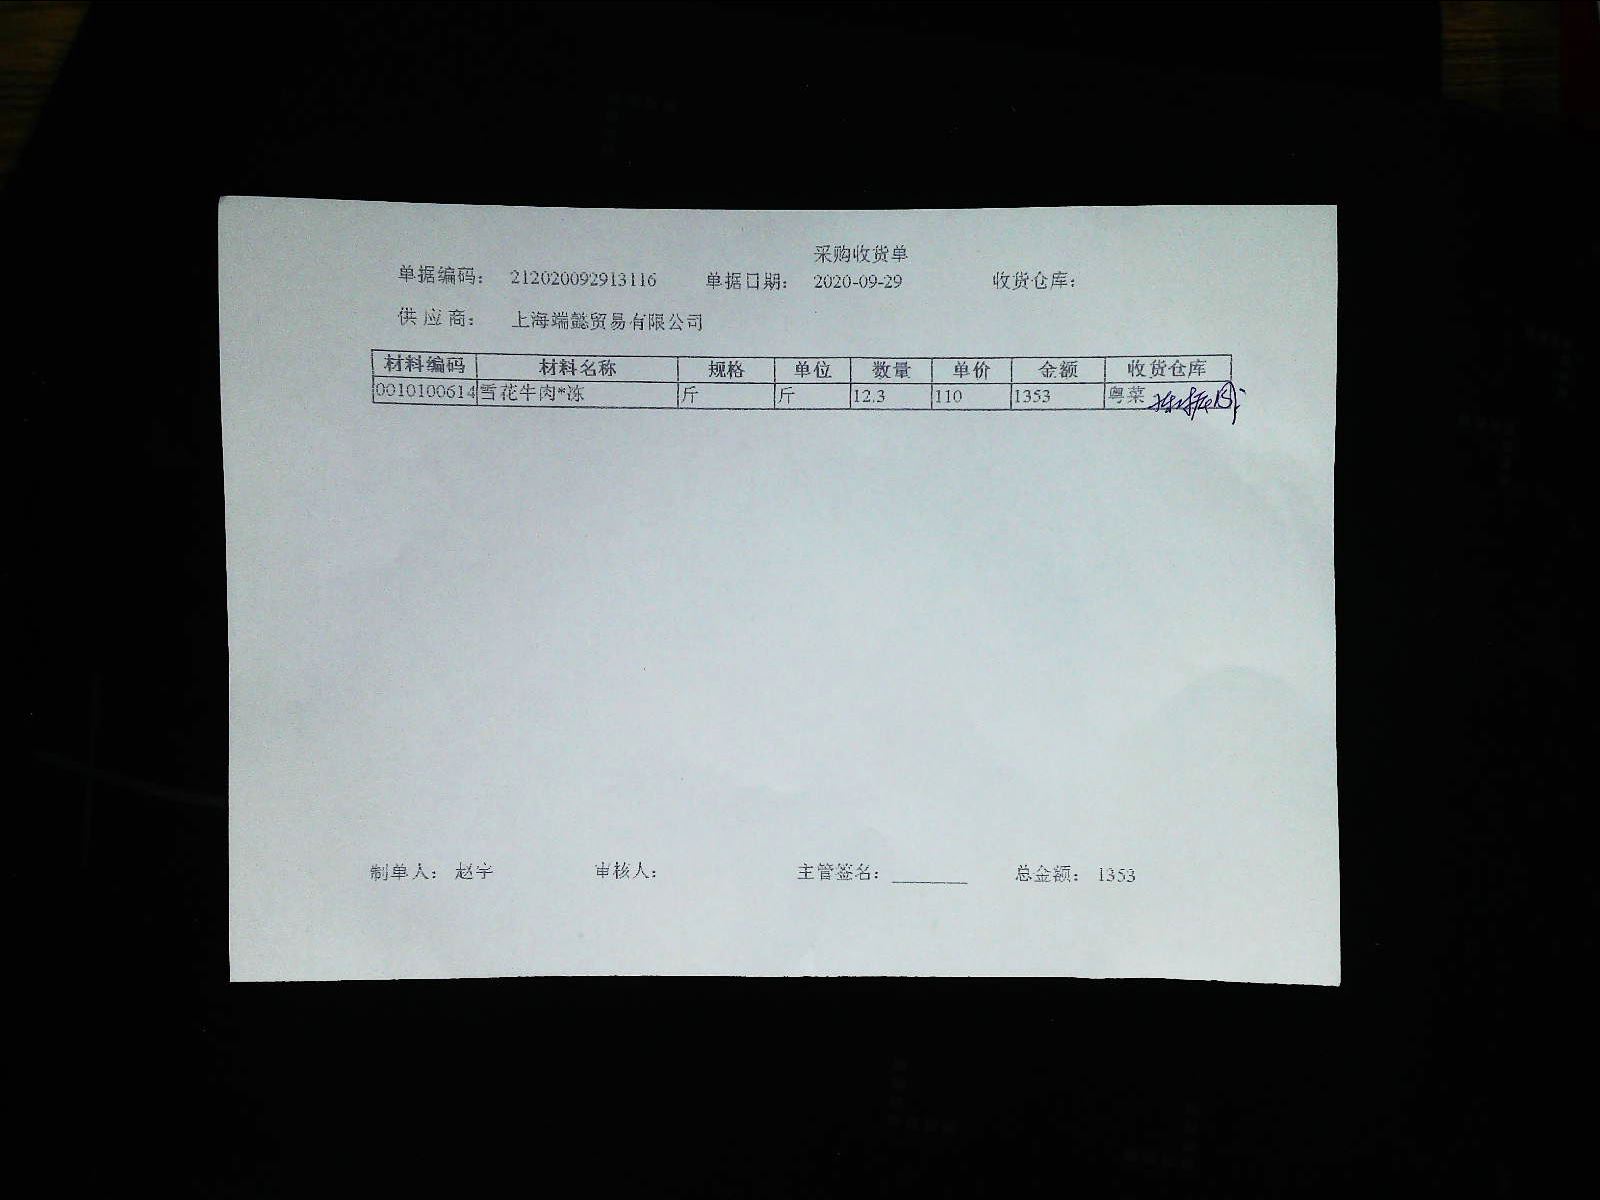 采购收货单
单据编码： 212020092913116 单据日期： 2020-09-29 收货仓库：
供应商： 上海端懿贸易有限公司
材料编码 材料名称 规格 单位 数量 单价 金额 收货仓库
0010100614 雪花牛肉*冻 斤 斤 12.3 110 1353 粤菜
制单人： 赵宇 审核人： 主管签名： 总金额： 1353